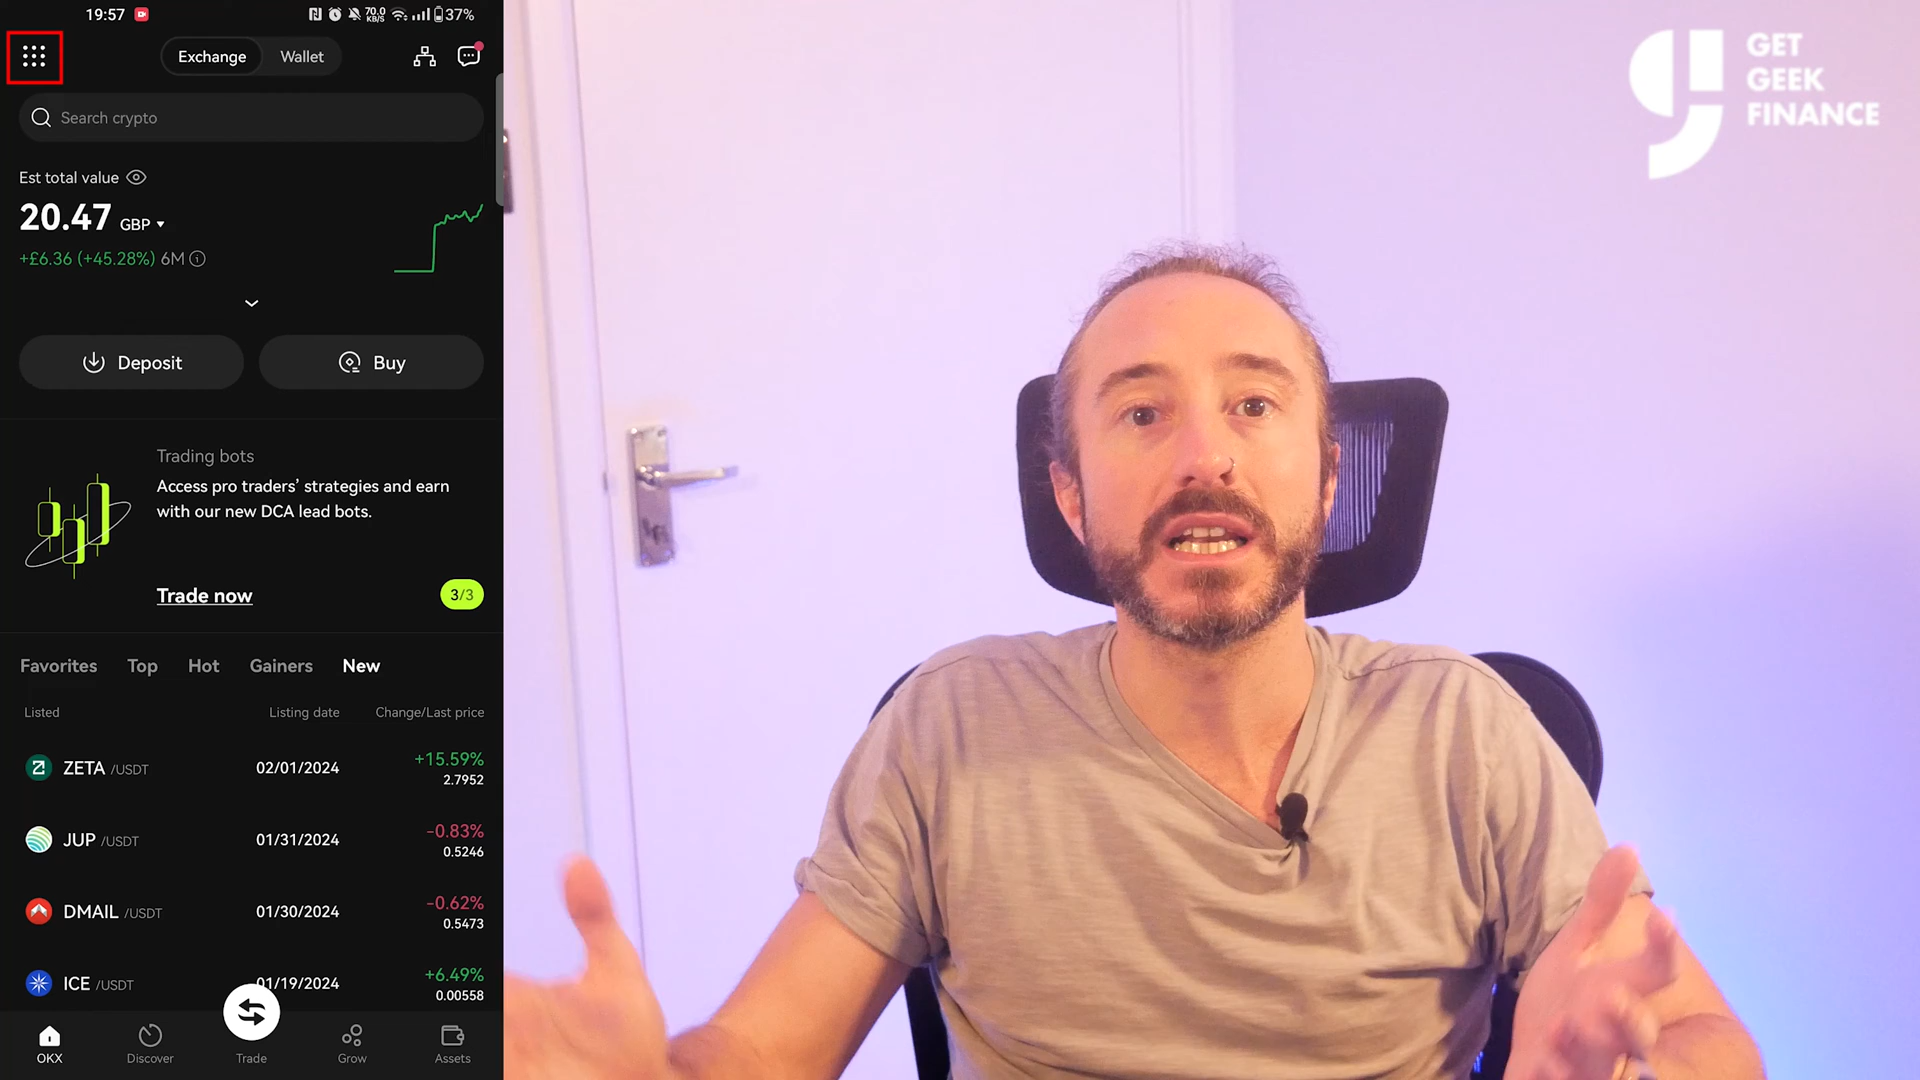 19:57
70.0
KB/S
37%
Exchange
Wallet
Search crypto
Est total value
20.47 GBP
+£6.36 (+45.28%) 6M
Deposit
Buy
Trading bots
Access pro traders’ strategies and earn
with our new DCA lead bots.
Trade now
3/3
Favorites Top Hot Gainers New
Listed Listing date Change/Last price
ZETA /USDT 02/01/2024 +15.59%
2.7952
JUP /USDT 01/31/2024 -0.83%
0.5246
DMAIL /USDT 01/30/2024 -0.62%
0.5473
ICE /USDT 01/19/2024 +6.49%
0.00558
OKX Discover Trade Grow Assets
GET
GEEK
FINANCE